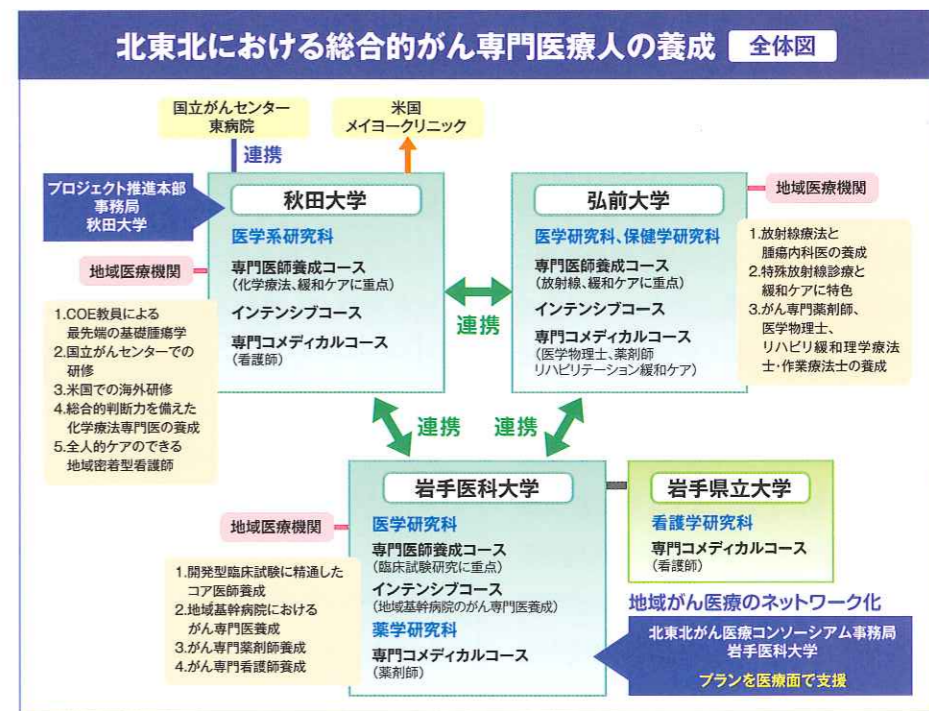 北東北における総合的がん専門医療人の養成 全体図
国立がんセンター
東病院
米国
メイヨークリニック
連携
プロジェクト推進本部
事務局
秋田大学
秋田大学
医学系研究科
専門医師養成コース
(化学療法、緩和ケアに重点)
インテンシブコース
専門コメディカルコース
(看護師)
地域医療機関
1.COE教員による
最先端の基礎腫瘍学
2.国立がんセンターでの
研修
3.米国での海外研修
4.総合的判断力を備えた
化学療法専門医の養成
5.全人的ケアのできる
地域密着型看護師
連携
弘前大学
医学研究科、保健学研究科
専門医師養成コース
(放射線、緩和ケアに重点)
インテンシブコース
専門コメディカルコース
(医学物理士、薬剤師
リハビリテーション緩和ケア)
地域医療機関
1.放射線療法と
腫瘍内科医の養成
2.特殊放射線診療と
緩和ケアに特色
3.がん専門薬剤師、
医学物理士、
リハビリ緩和理学療法
士・作業療法士の養成
連携
連携
岩手医科大学
医学研究科
専門医師養成コース
(臨床試験研究に重点)
インテンシブコース
(地域基幹病院のがん専門医養成)
薬学研究科
専門コメディカルコース
(薬剤師)
地域医療機関
1.開発型臨床試験に精通した
コア医師養成
2.地域基幹病院における
がん専門医養成
3.がん専門薬剤師養成
4.がん専門看護師養成
岩手県立大学
看護学研究科
専門コメディカルコース
(看護師)
地域がん医療のネットワーク化
北東北がん医療コンソーシアム事務局
岩手医科大学
プランを医療面で支援